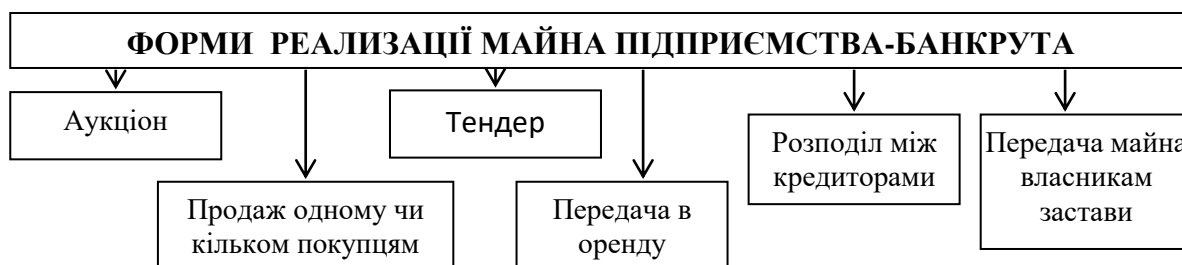 ФОРМИ РЕАЛИЗАЦІЇ МАЙНА ПІДПРИЄМСТВА-БАНКРУТА
Аукціон
Продаж одному чи
кільком покупцям
Тендер
Передача в
оренду
Розподіл між
кредиторами
Передача майна
власникам
застави